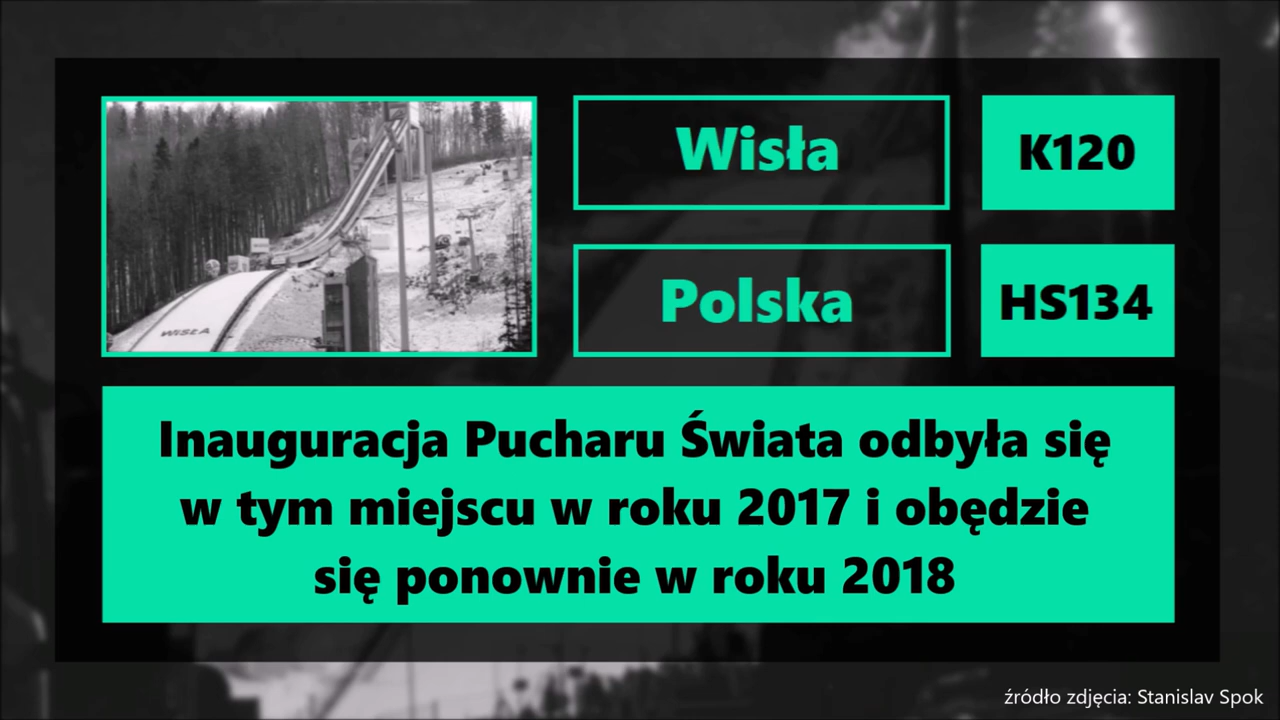 Wisła
K120
Polska
HS134
WISŁA
Inauguracja Pucharu Świata odbyła się
w tym miejscu w roku 2017 i obędzie
się ponownie w roku 2018
źródło zdjęcia: Stanislav Spok